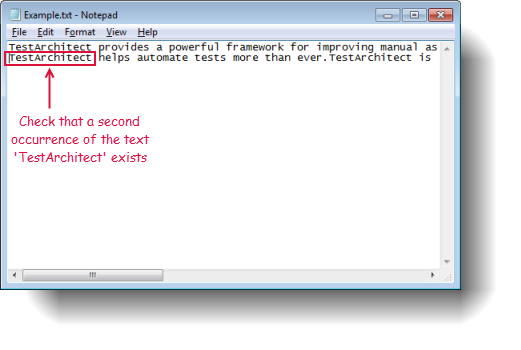 Example.txt - Notepad
File Edit Format View Help
TestArchitect provides a powerful framework for improving manual as
TestArchitect helps automate tests more than ever.TestArchitect is
Check that a second
occurrence of the text
'TestArchitect' exists